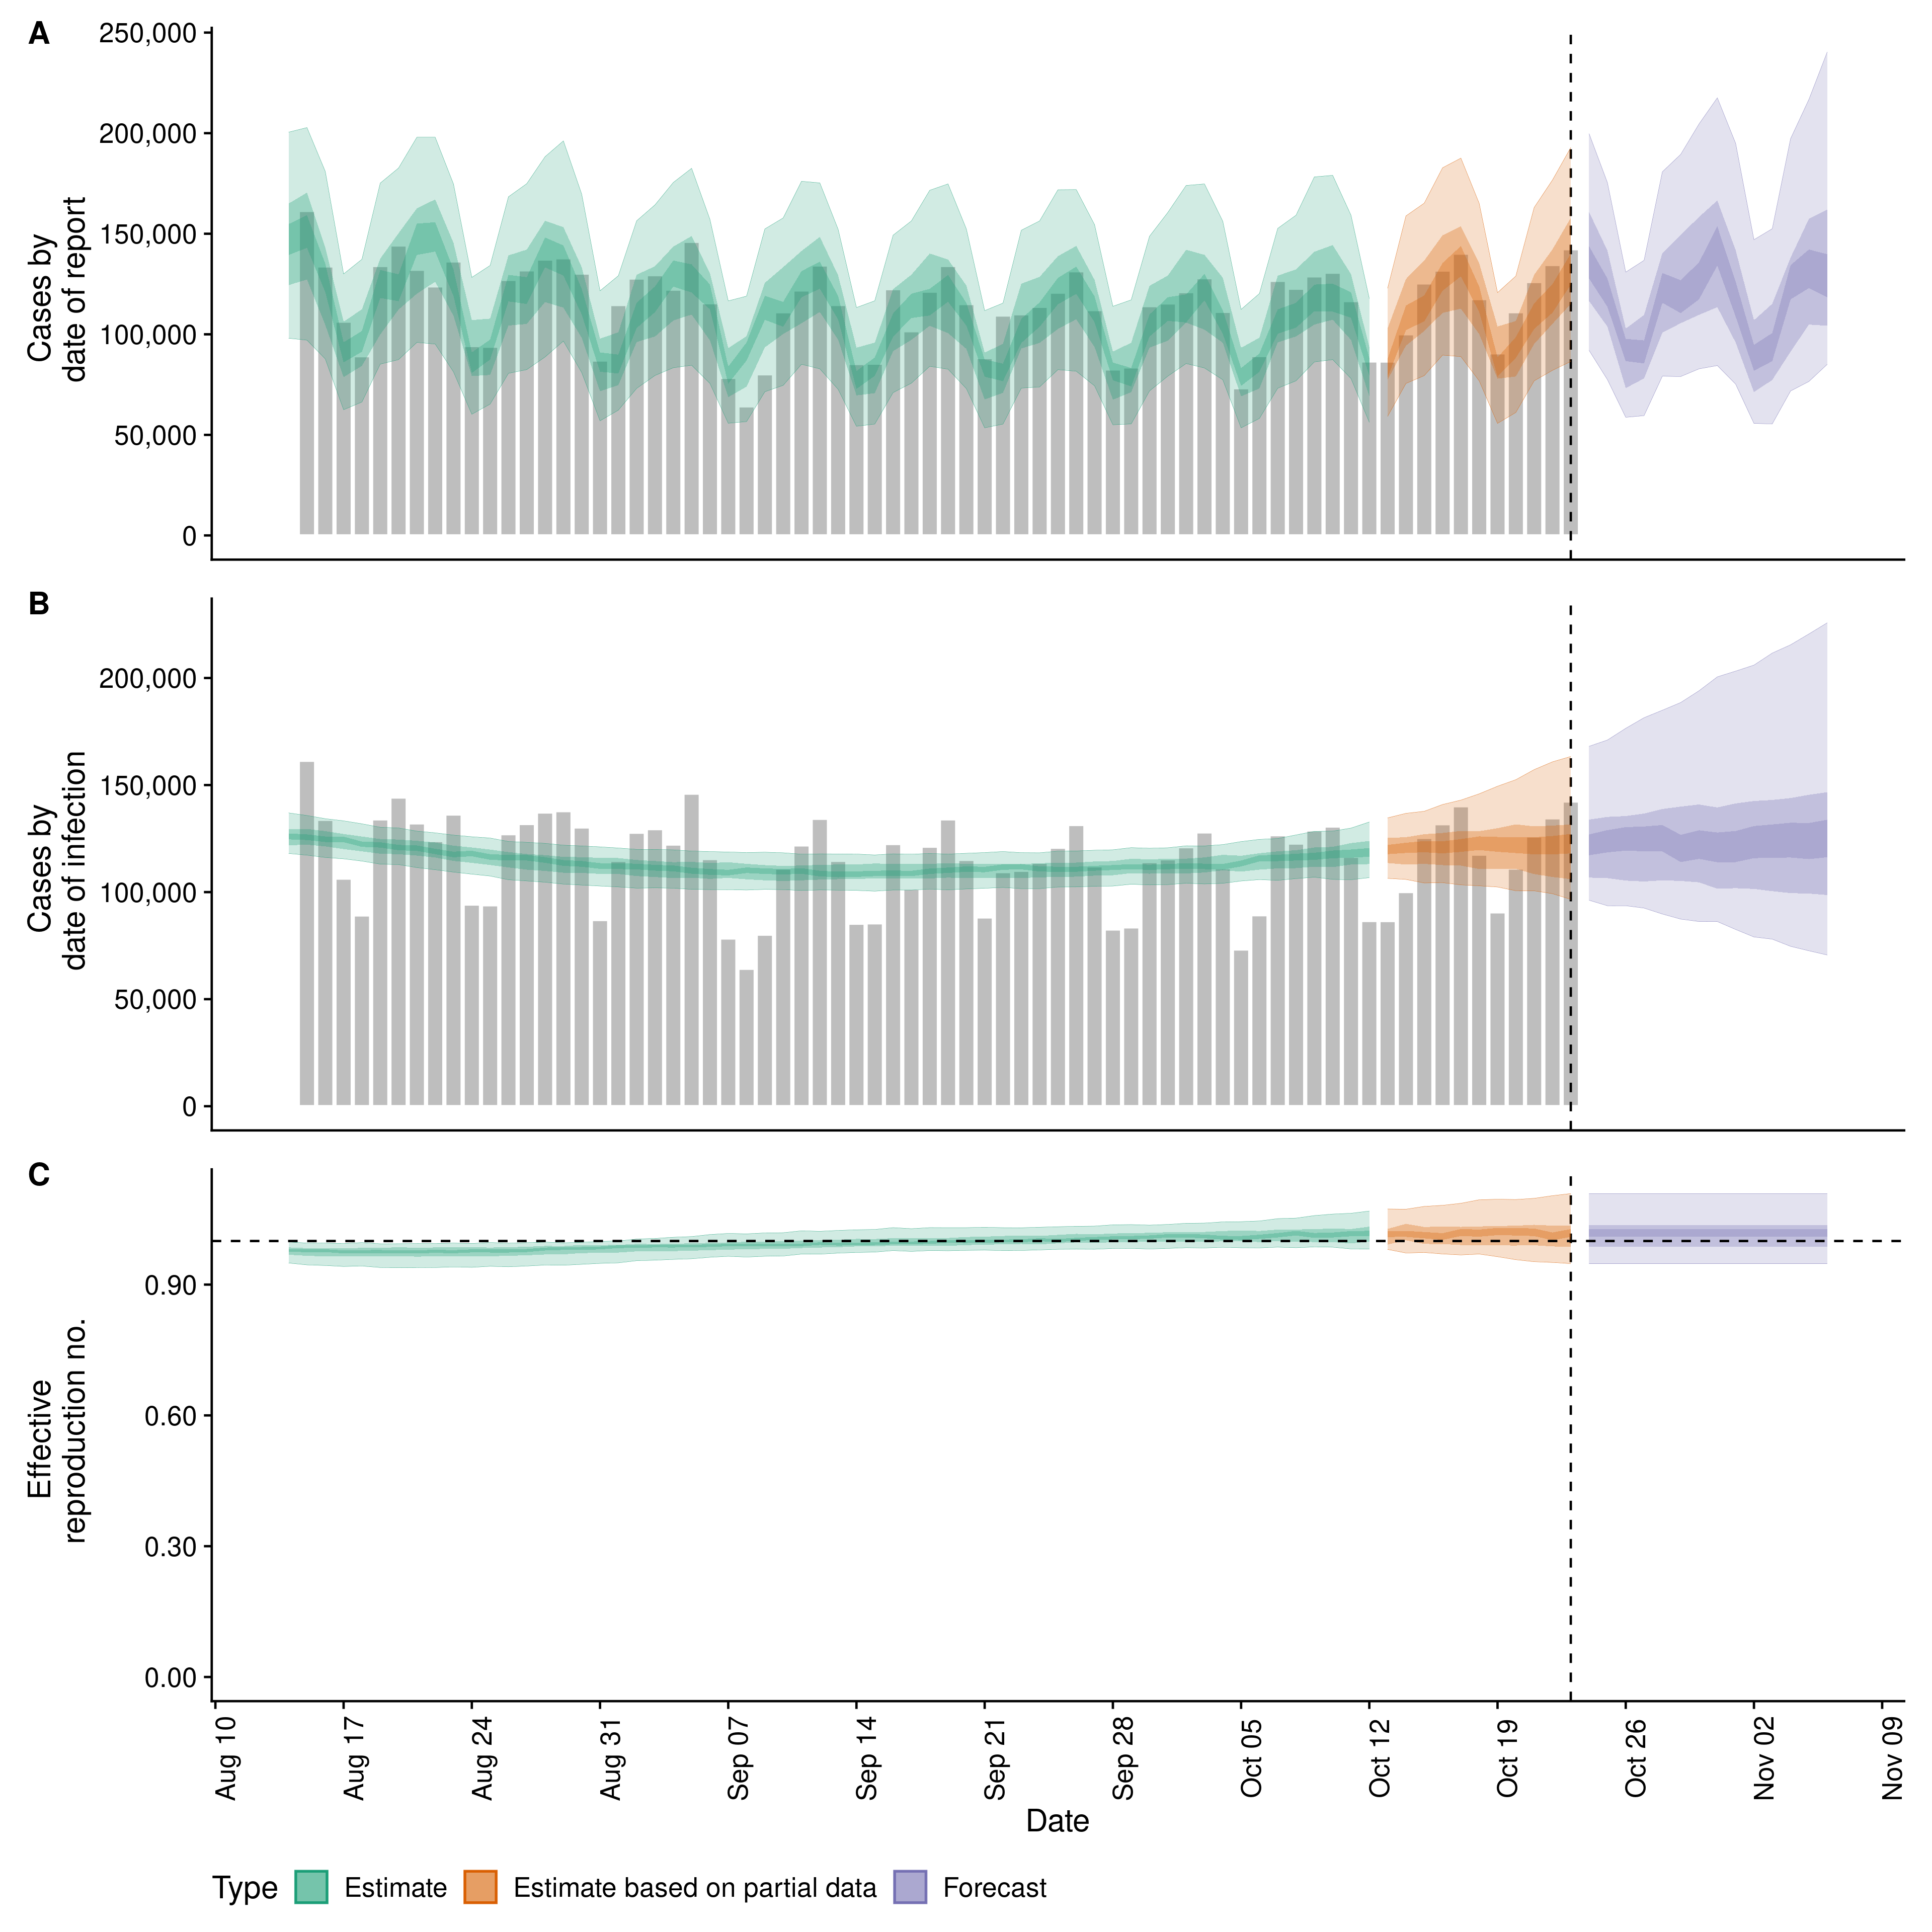 A
250,000
200,000
150,000
100,000
50,000
0
Cases by
date of report
B
200,000
150,000
100,000
50,000
0
Cases by
date of infection
C
0.90
0.60
0.30
0.00
Effective
reproduction no.
Aug 10
Aug 17
Aug 24
Aug 31
Sep 07
Sep 14
Sep 21
Sep 28
Oct 05
Oct 12
Oct 19
Oct 26
Nov 02
Nov 09
Date
Type Estimate Estimate based on partial data Forecast